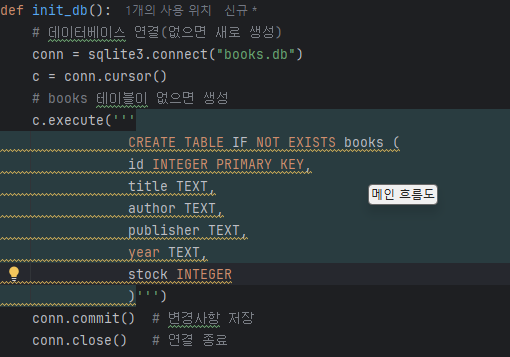 def init_db():  1개의 사용 위치  신규 *
    # 데이터베이스 연결(없으면 새로 생성)
    conn = sqlite3.connect("books.db")
    c = conn.cursor()
    # books 테이블이 없으면 생성
    c.execute('''
                CREATE TABLE IF NOT EXISTS books (
                id INTEGER PRIMARY KEY,
                title TEXT,
                author TEXT,
                publisher TEXT,
                year TEXT,
                stock INTEGER
                )''')
    conn.commit()  # 변경사항 저장
    conn.close()   # 연결 종료
메인 흐름도